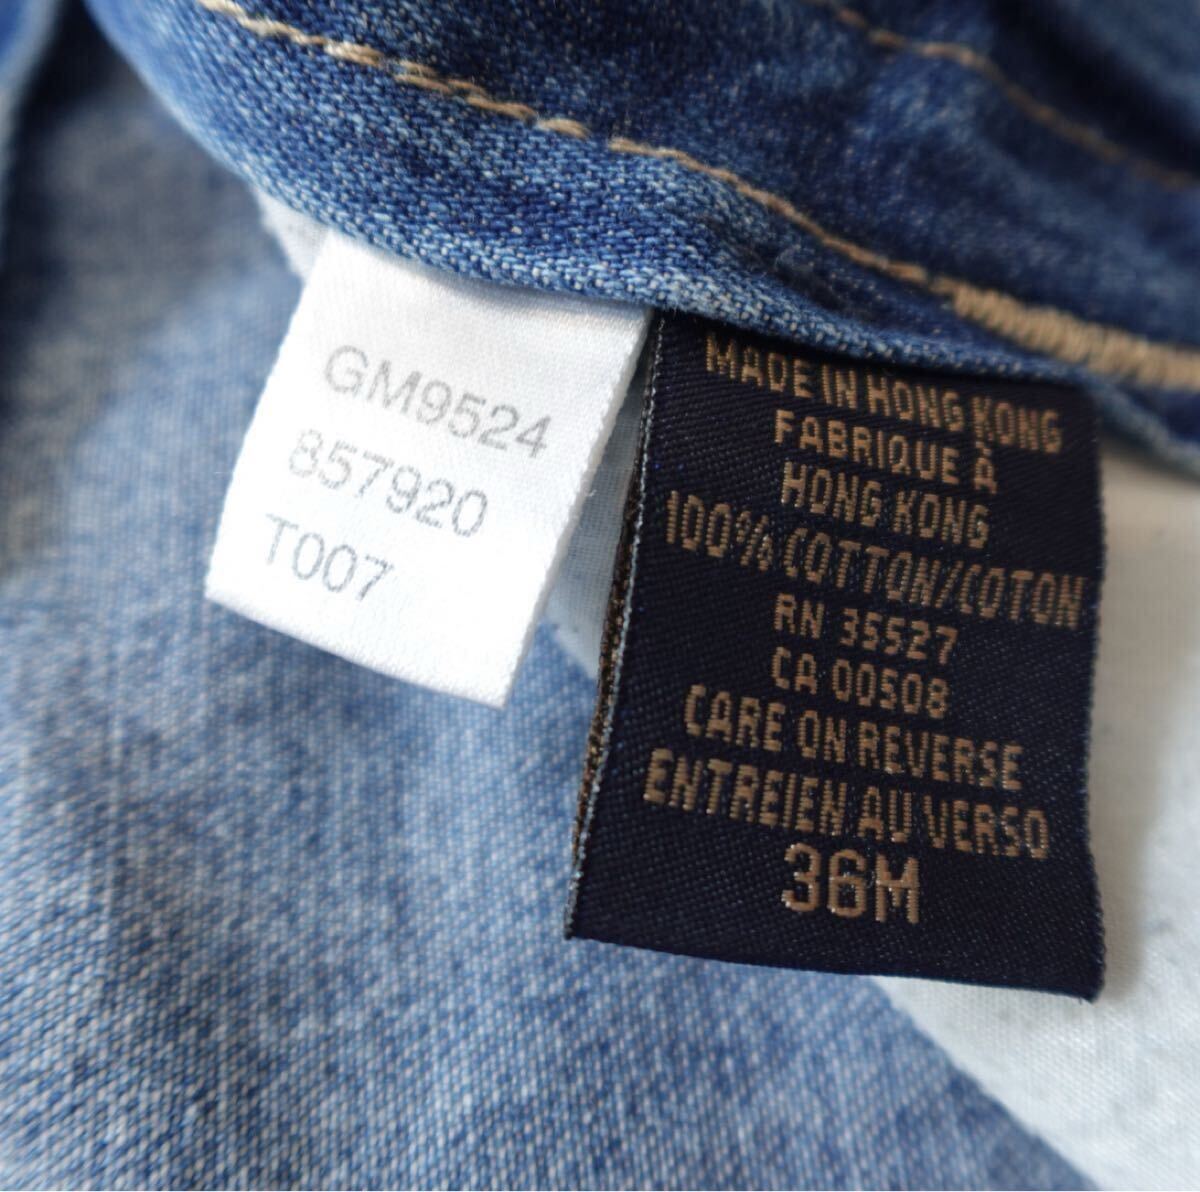 GM9524
857920
T007
MADE IN HONG KONG
FABRIQUE À
HONG KONG
100% COTTON/COTON
RN 35527
CA 00508
CARE ON REVERSE
ENTREIEN AU VERSO
36M